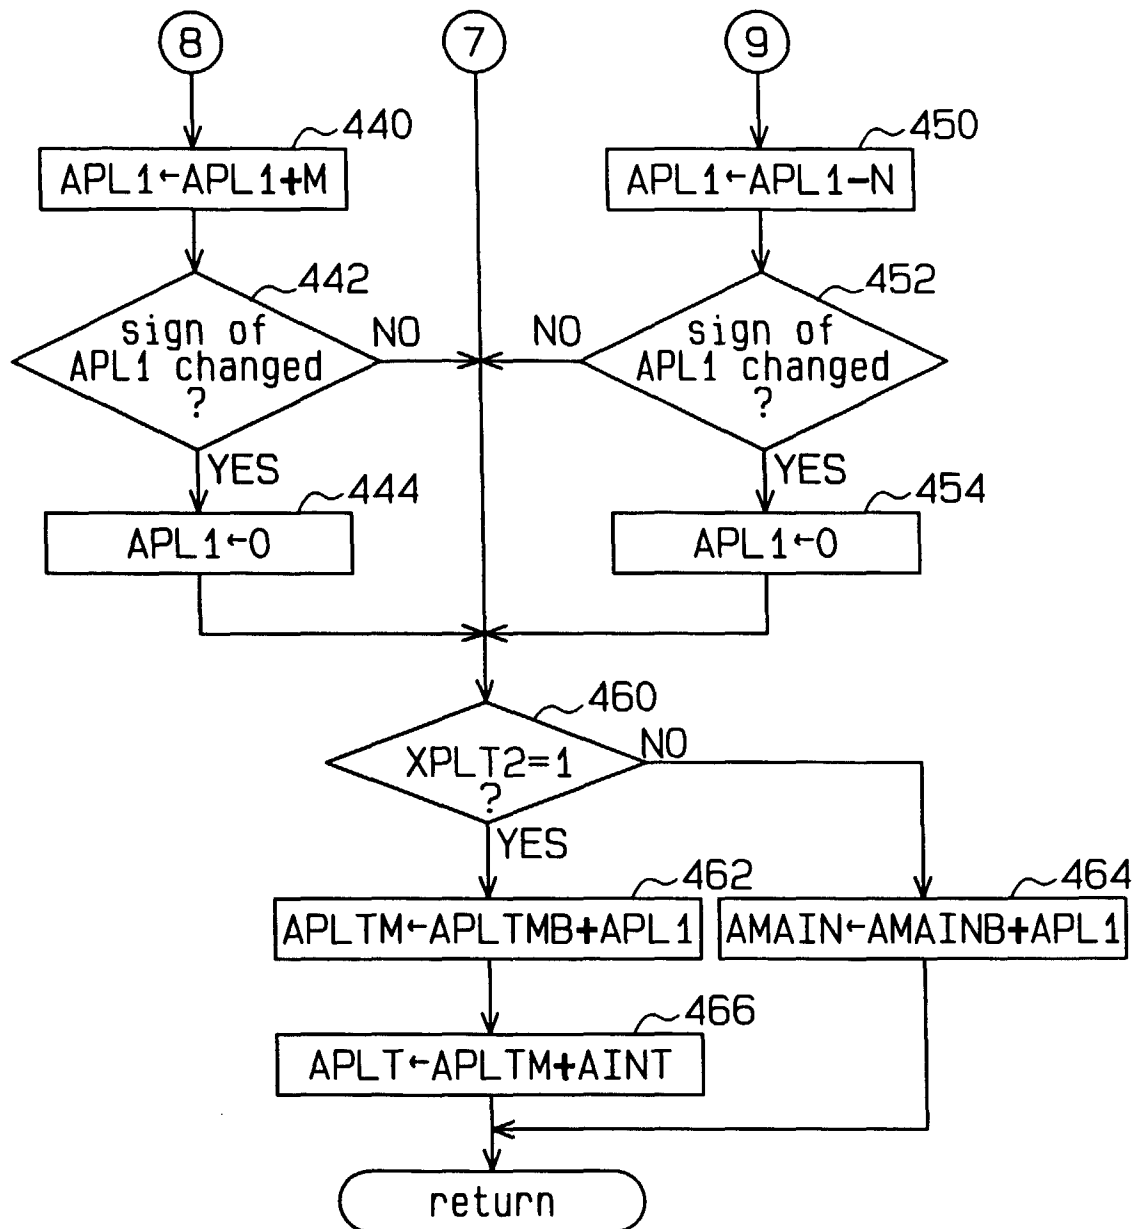 8
7
9
440
450
APL1←APL1+M
APL1←APL1-N
442
452
sign of
APL1 changed
?
NO
NO
sign of
APL1 changed
?
YES
YES
444
454
APL1←0
APL1←0
460
XPLT2=1
?
NO
YES
462
464
APLTM←APLTMB+APL1
AMAIN←AMAINB+APL1
466
APLT←APLTM+AINT
return